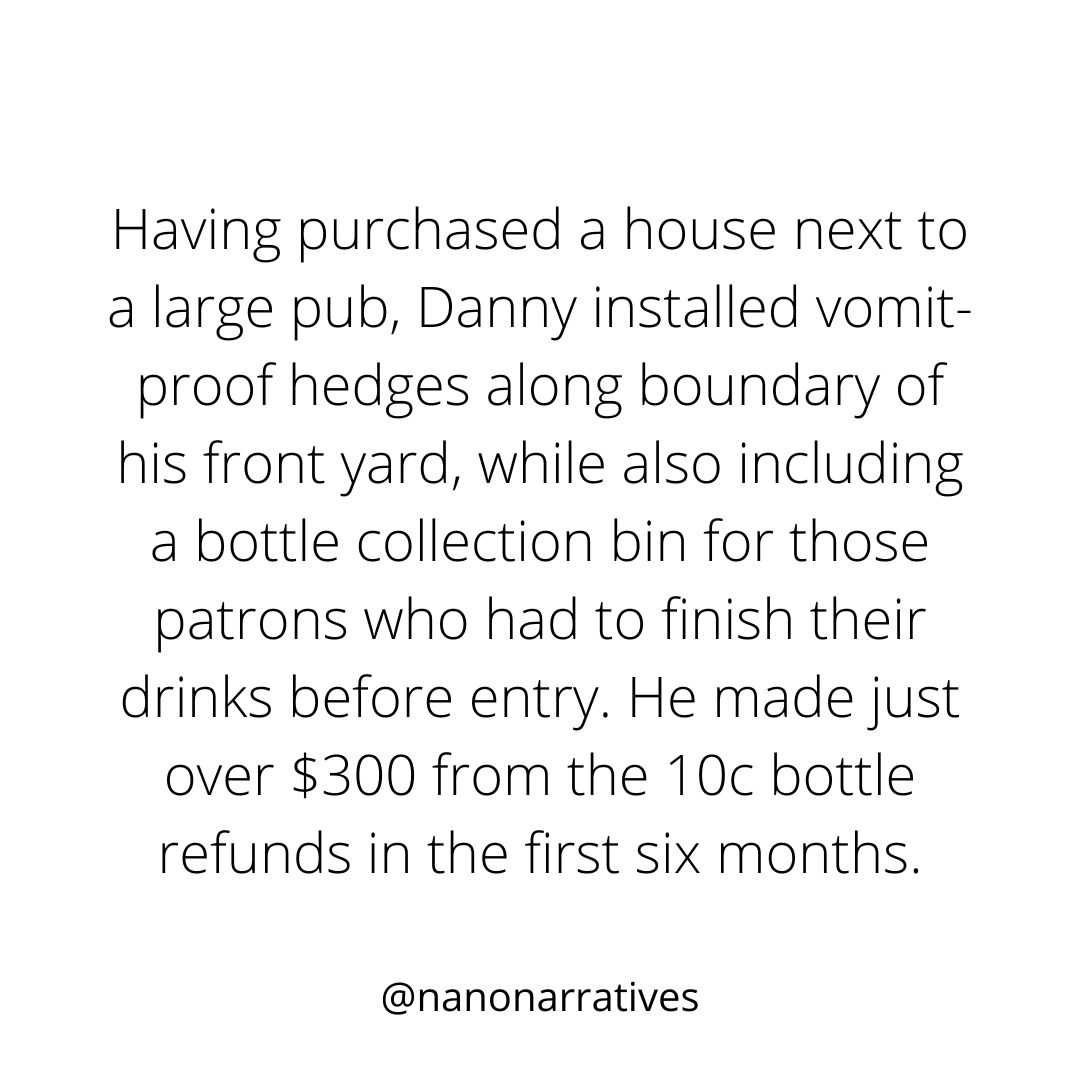 Having purchased a house next to
a large pub, Danny installed vomit-
proof hedges along boundary of
his front yard, while also including
a bottle collection bin for those
patrons who had to finish their
drinks before entry. He made just
over $300 from the 10c bottle
refunds in the first six months.
@nanonarratives